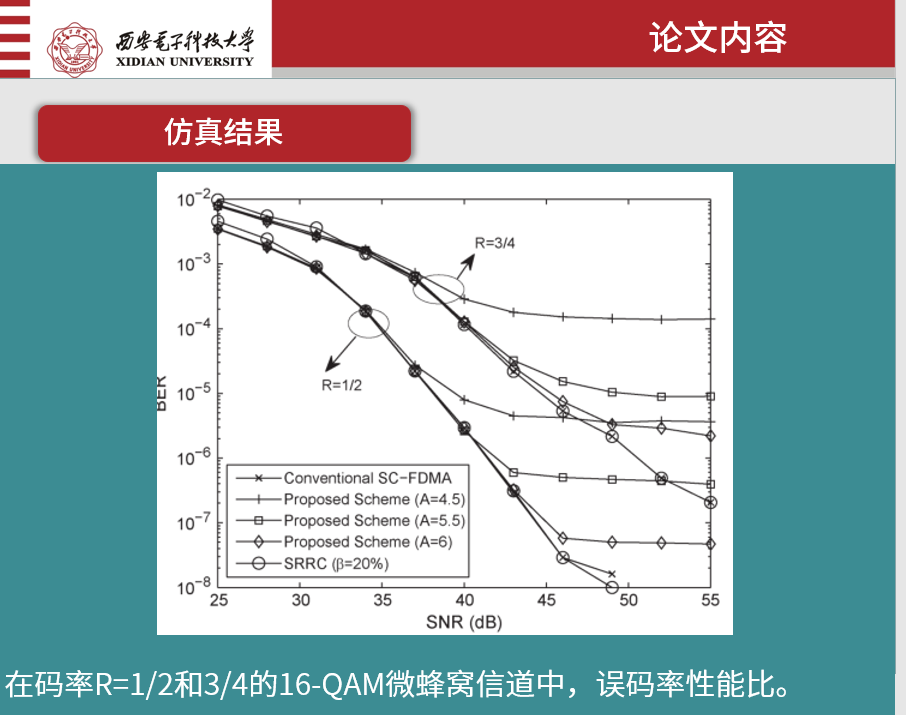 西安电子科技大学
XIDIAN UNIVERSITY
论文内容
仿真结果
10-2
10-3
10-4
10-5
10-6
10-7
10-8
BER
R=3/4
R=1/2
Conventional SC-FDMA
Proposed Scheme (A=4.5)
Proposed Scheme (A=5.5)
Proposed Scheme (A=6)
SRRC (β=20%)
25 30 35 40 45 50 55
SNR (dB)
在码率R=1/2和3/4的16-QAM微蜂窝信道中，误码率性能比。